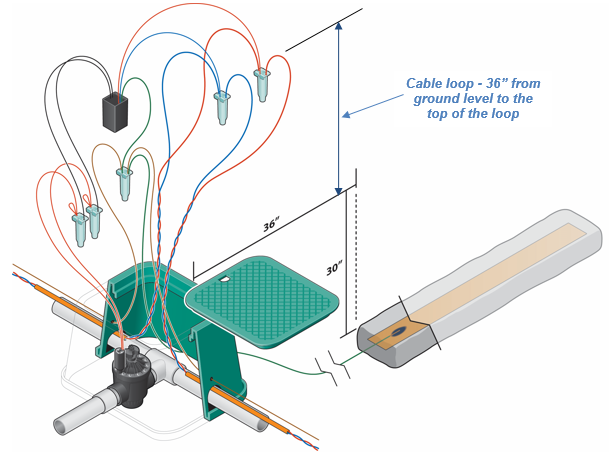 Cable loop - 36” from
ground level to the
top of the loop
36”
30”